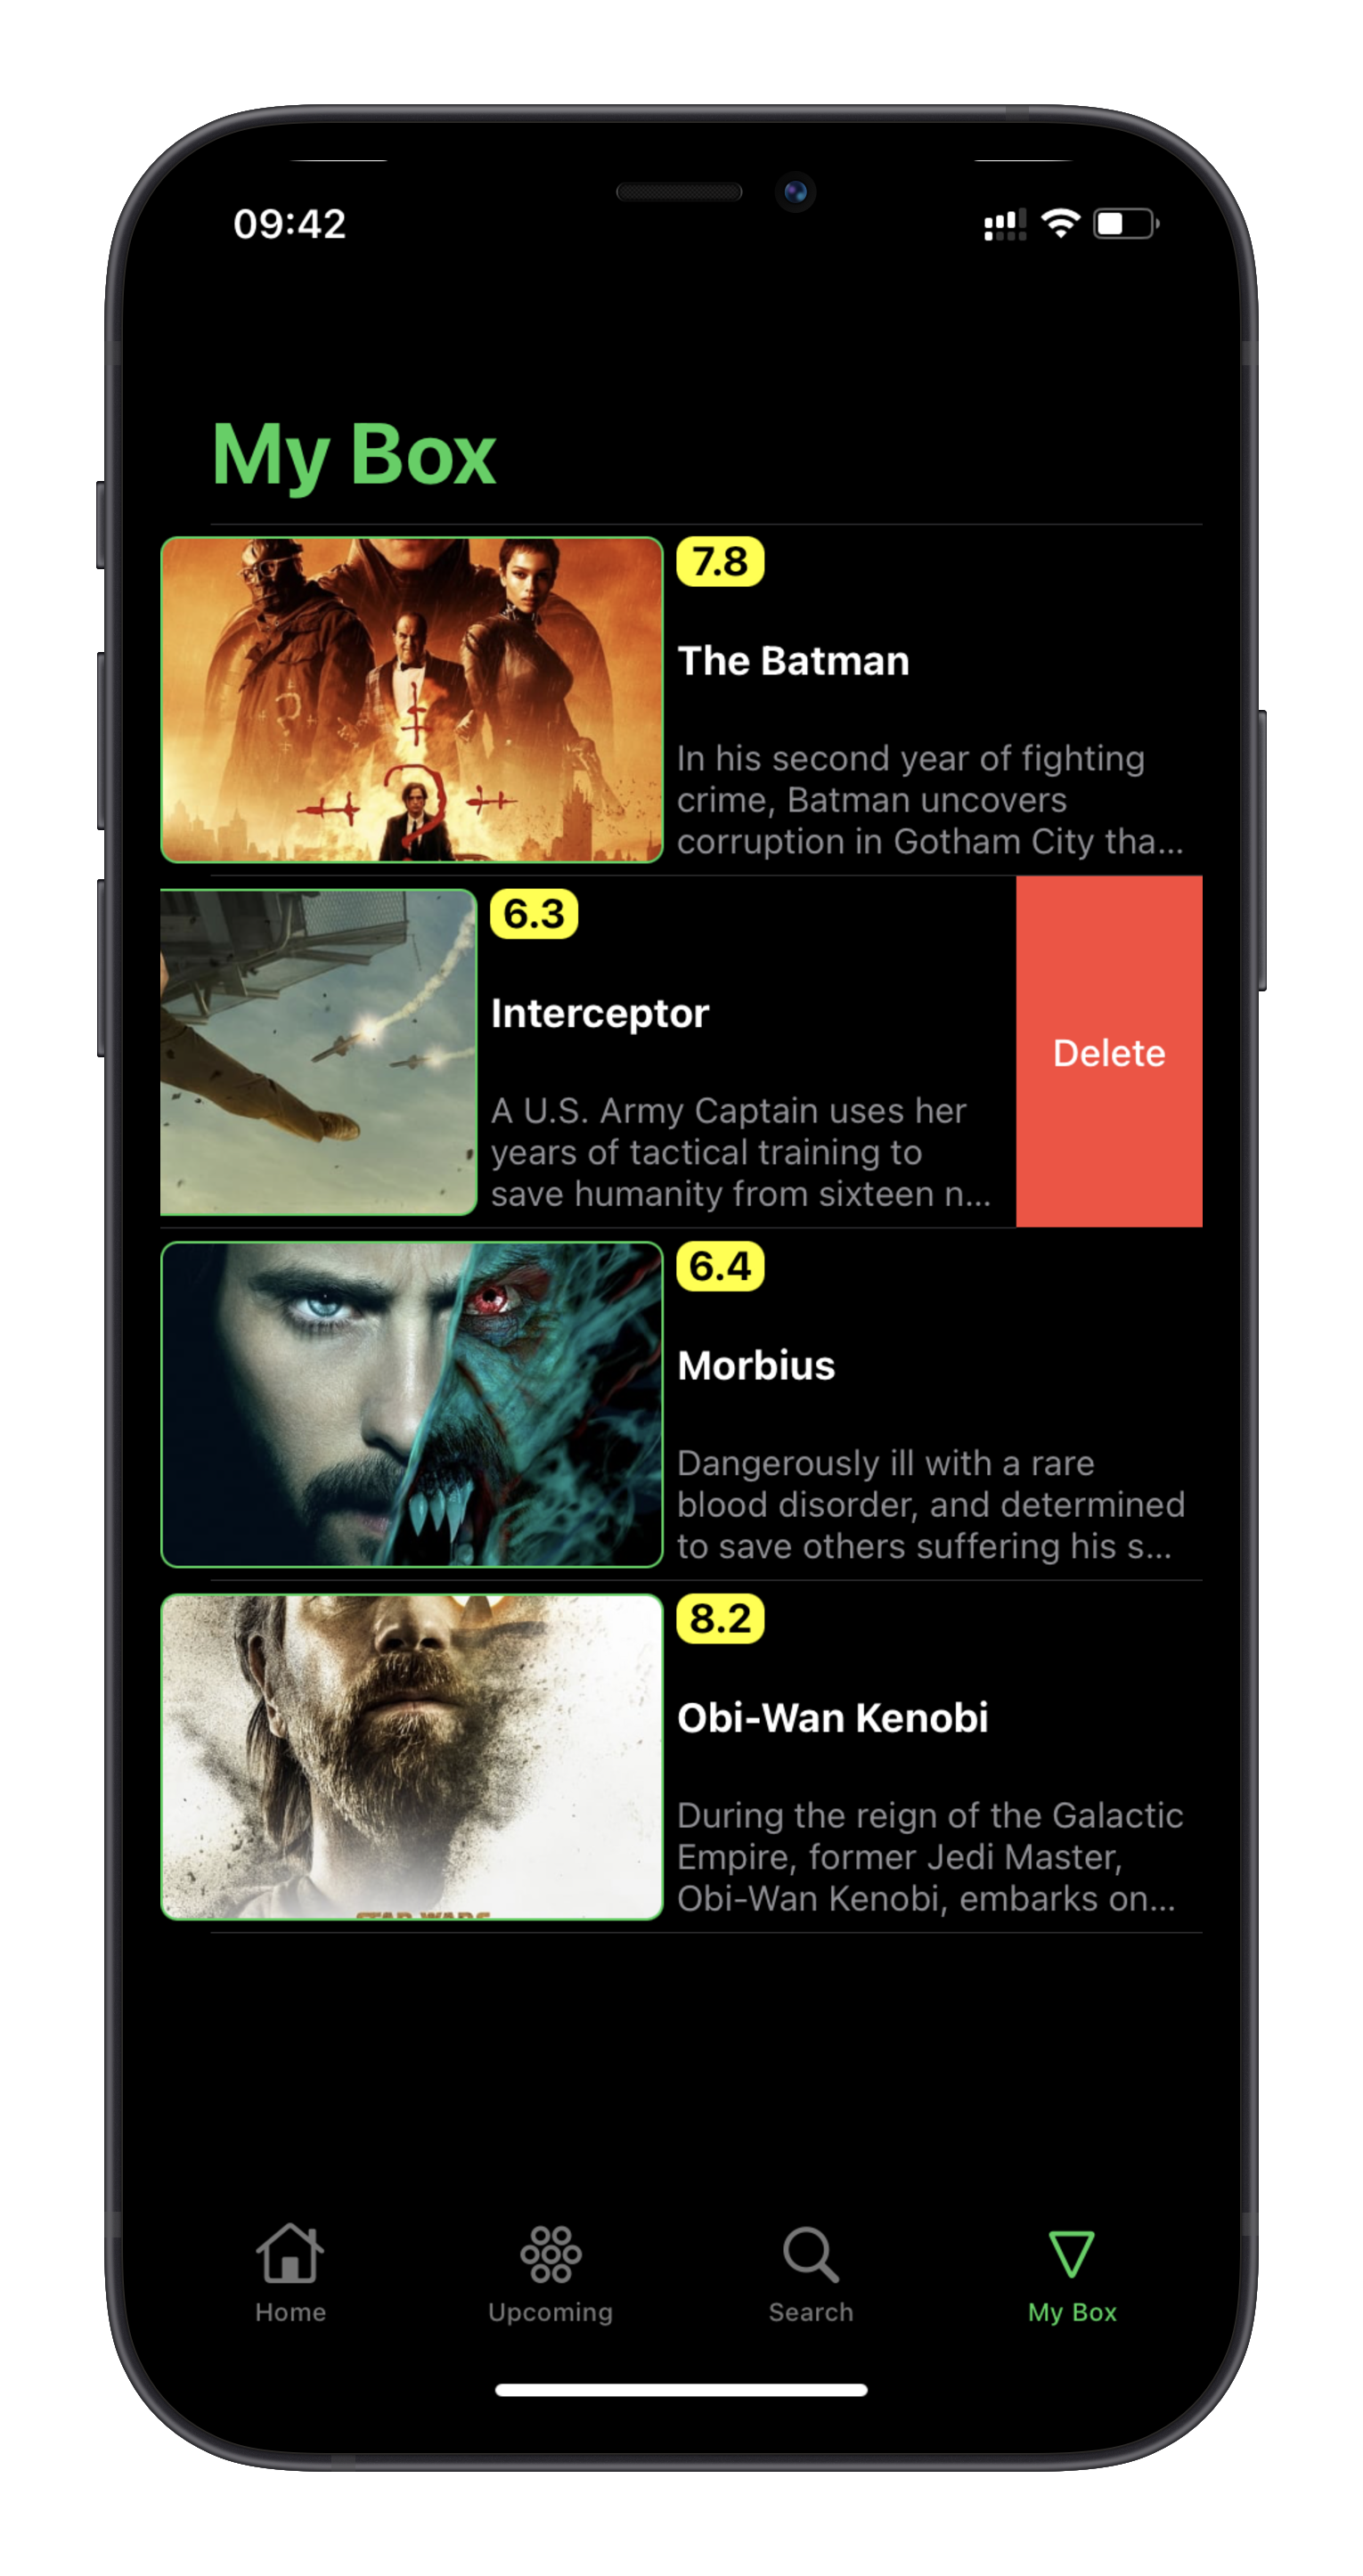 09:42
My Box
7.8
The Batman
In his second year of fighting
crime, Batman uncovers
corruption in Gotham City tha...
6.3
Interceptor
A U.S. Army Captain uses her
years of tactical training to
save humanity from sixteen n...
Delete
6.4
Morbius
Dangerously ill with a rare
blood disorder, and determined
to save others suffering his s...
8.2
Obi-Wan Kenobi
During the reign of the Galactic
Empire, former Jedi Master,
Obi-Wan Kenobi, embarks on...
STAR WARS
Home
Upcoming
Search
My Box